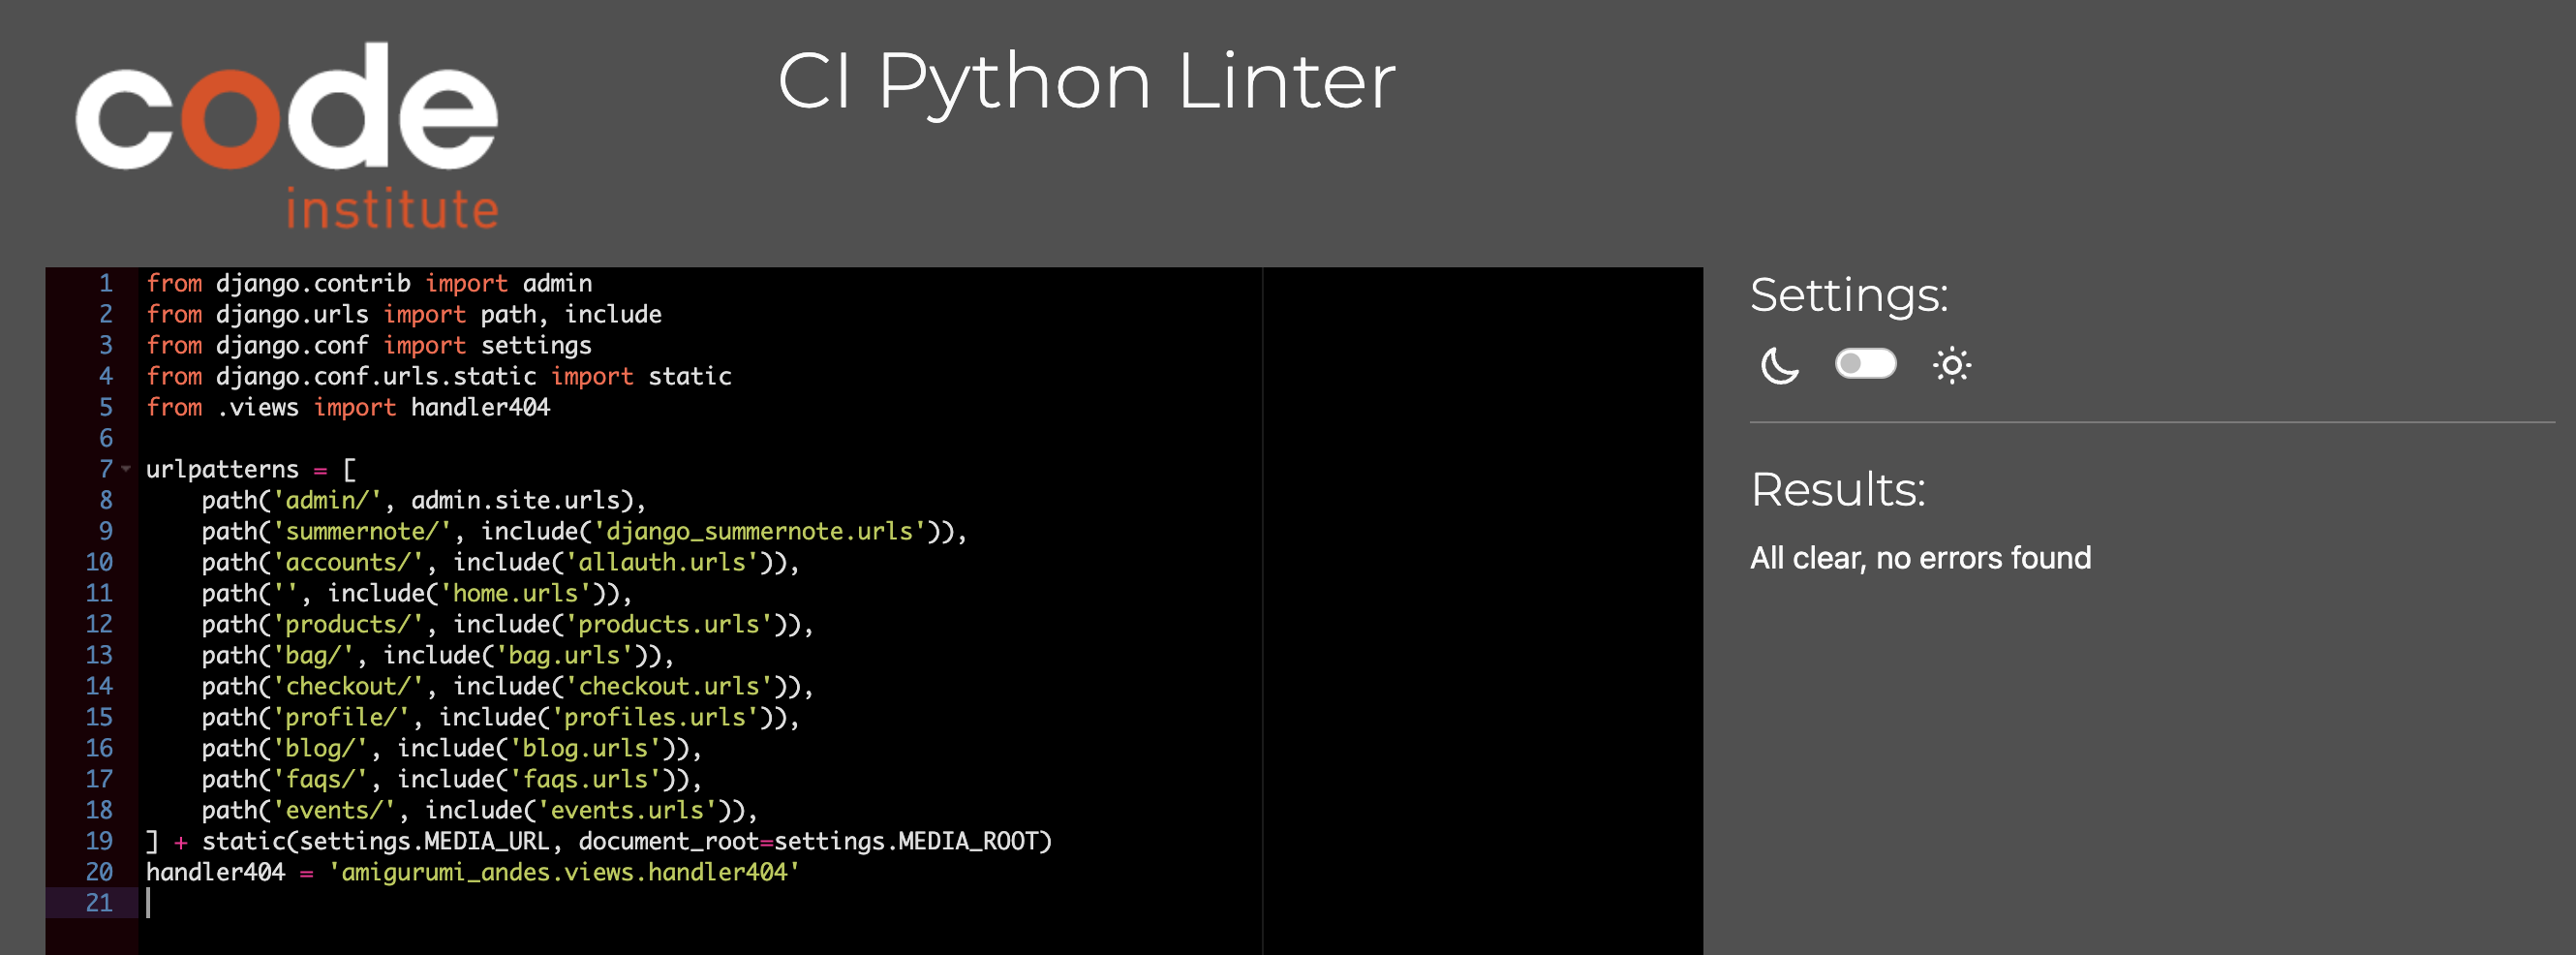 code
institute
CI Python Linter
1 from django.contrib import admin
2 from django.urls import path, include
3 from django.conf import settings
4 from django.conf.urls.static import static
5 from .views import handler404
6
7 urlpatterns = [
8     path('admin/', admin.site.urls),
9     path('summernote/', include('django_summernote.urls')),
10     path('accounts/', include('allauth.urls')),
11     path('', include('home.urls')),
12     path('products/', include('products.urls')),
13     path('bag/', include('bag.urls')),
14     path('checkout/', include('checkout.urls')),
15     path('profile/', include('profiles.urls')),
16     path('blog/', include('blog.urls')),
17     path('faqs/', include('faqs.urls')),
18     path('events/', include('events.urls')),
19 ] + static(settings.MEDIA_URL, document_root=settings.MEDIA_ROOT)
20 handler404 = 'amigurumi_andes.views.handler404'
21
Settings:
Results:
All clear, no errors found